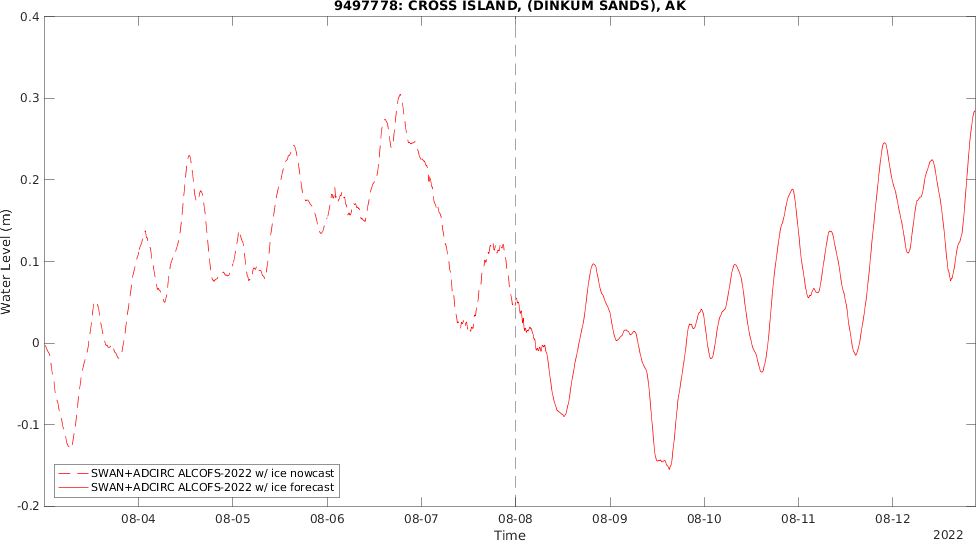 9497778: CROSS ISLAND, (DINKUM SANDS), AK
0.4
0.3
0.2
0.1
0
-0.1
-0.2
Water Level (m)
SWAN+ADCIRC ALCOFS-2022 w/ ice nowcast
SWAN+ADCIRC ALCOFS-2022 w/ ice forecast
08-04 08-05 08-06 08-07 08-08 08-09 08-10 08-11 08-12
Time
2022